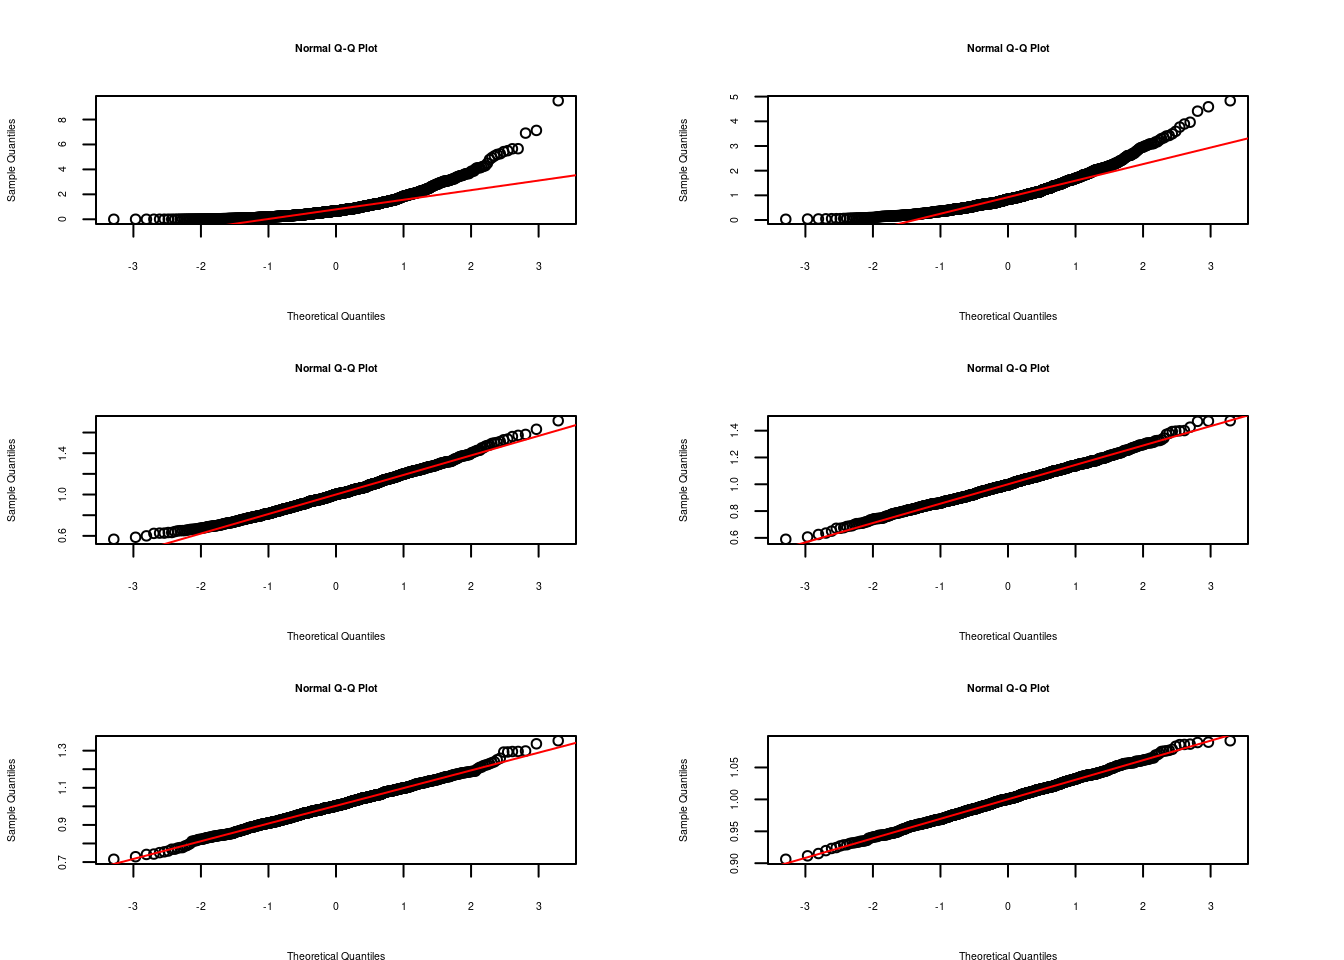 Normal Q-Q Plot
Sample Quantiles
0 2 4 6 8
-3 -2 -1 0 1 2 3
Theoretical Quantiles
Normal Q-Q Plot
Sample Quantiles
0 1 2 3 4 5
-3 -2 -1 0 1 2 3
Theoretical Quantiles
Normal Q-Q Plot
Sample Quantiles
0.6 1.0 1.4
-3 -2 -1 0 1 2 3
Theoretical Quantiles
Normal Q-Q Plot
Sample Quantiles
0.6 0.8 1.0 1.2 1.4
-3 -2 -1 0 1 2 3
Theoretical Quantiles
Normal Q-Q Plot
Sample Quantiles
0.7 0.9 1.1 1.3
-3 -2 -1 0 1 2 3
Theoretical Quantiles
Normal Q-Q Plot
Sample Quantiles
0.90 0.95 1.00 1.05
-3 -2 -1 0 1 2 3
Theoretical Quantiles